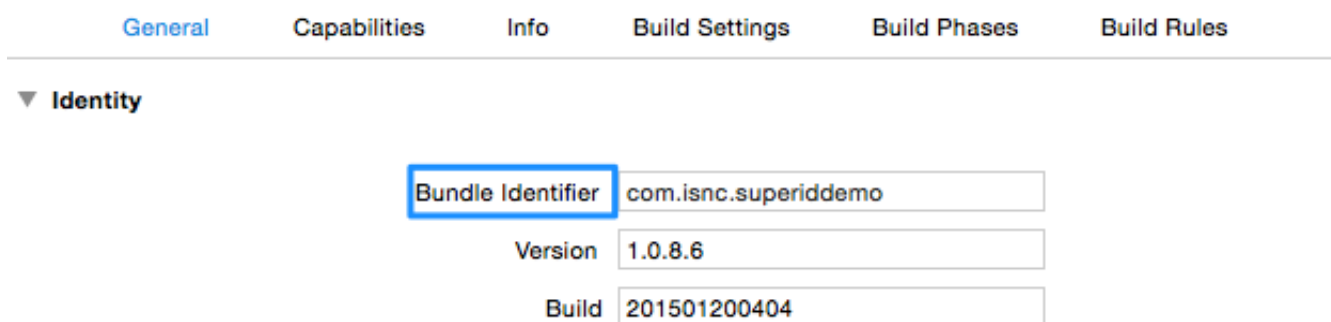 General Capabilities Info Build Settings Build Phases Build Rules
Identity
Bundle Identifier com.isnc.superiddemo
Version 1.0.8.6
Build 201501200404